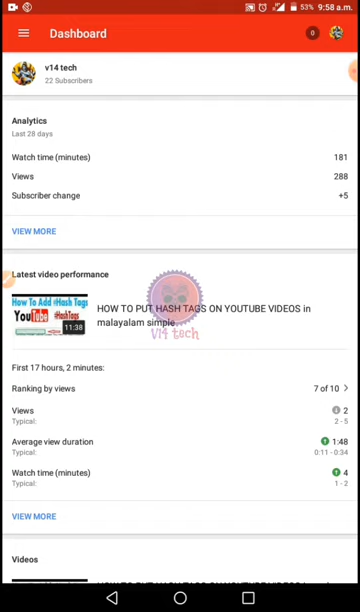 53% 9:58 a.m.
Dashboard
0
v14 tech
22 Subscribers
Analytics
Last 28 days
Watch time (minutes) 181
Views 288
Subscriber change +5
VIEW MORE
Latest video performance
How To Add #Hash Tags
YouTube #HashTags
11:38
HOW TO PUT HASH TAGS ON YOUTUBE VIDEOS in
malayalam simple
V14 tech
First 17 hours, 2 minutes:
Ranking by views 7 of 10
Views 2
Typical: 2 - 5
Average view duration 1:48
Typical: 0:11 - 0:34
Watch time (minutes) 4
Typical: 1 - 2
VIEW MORE
Videos